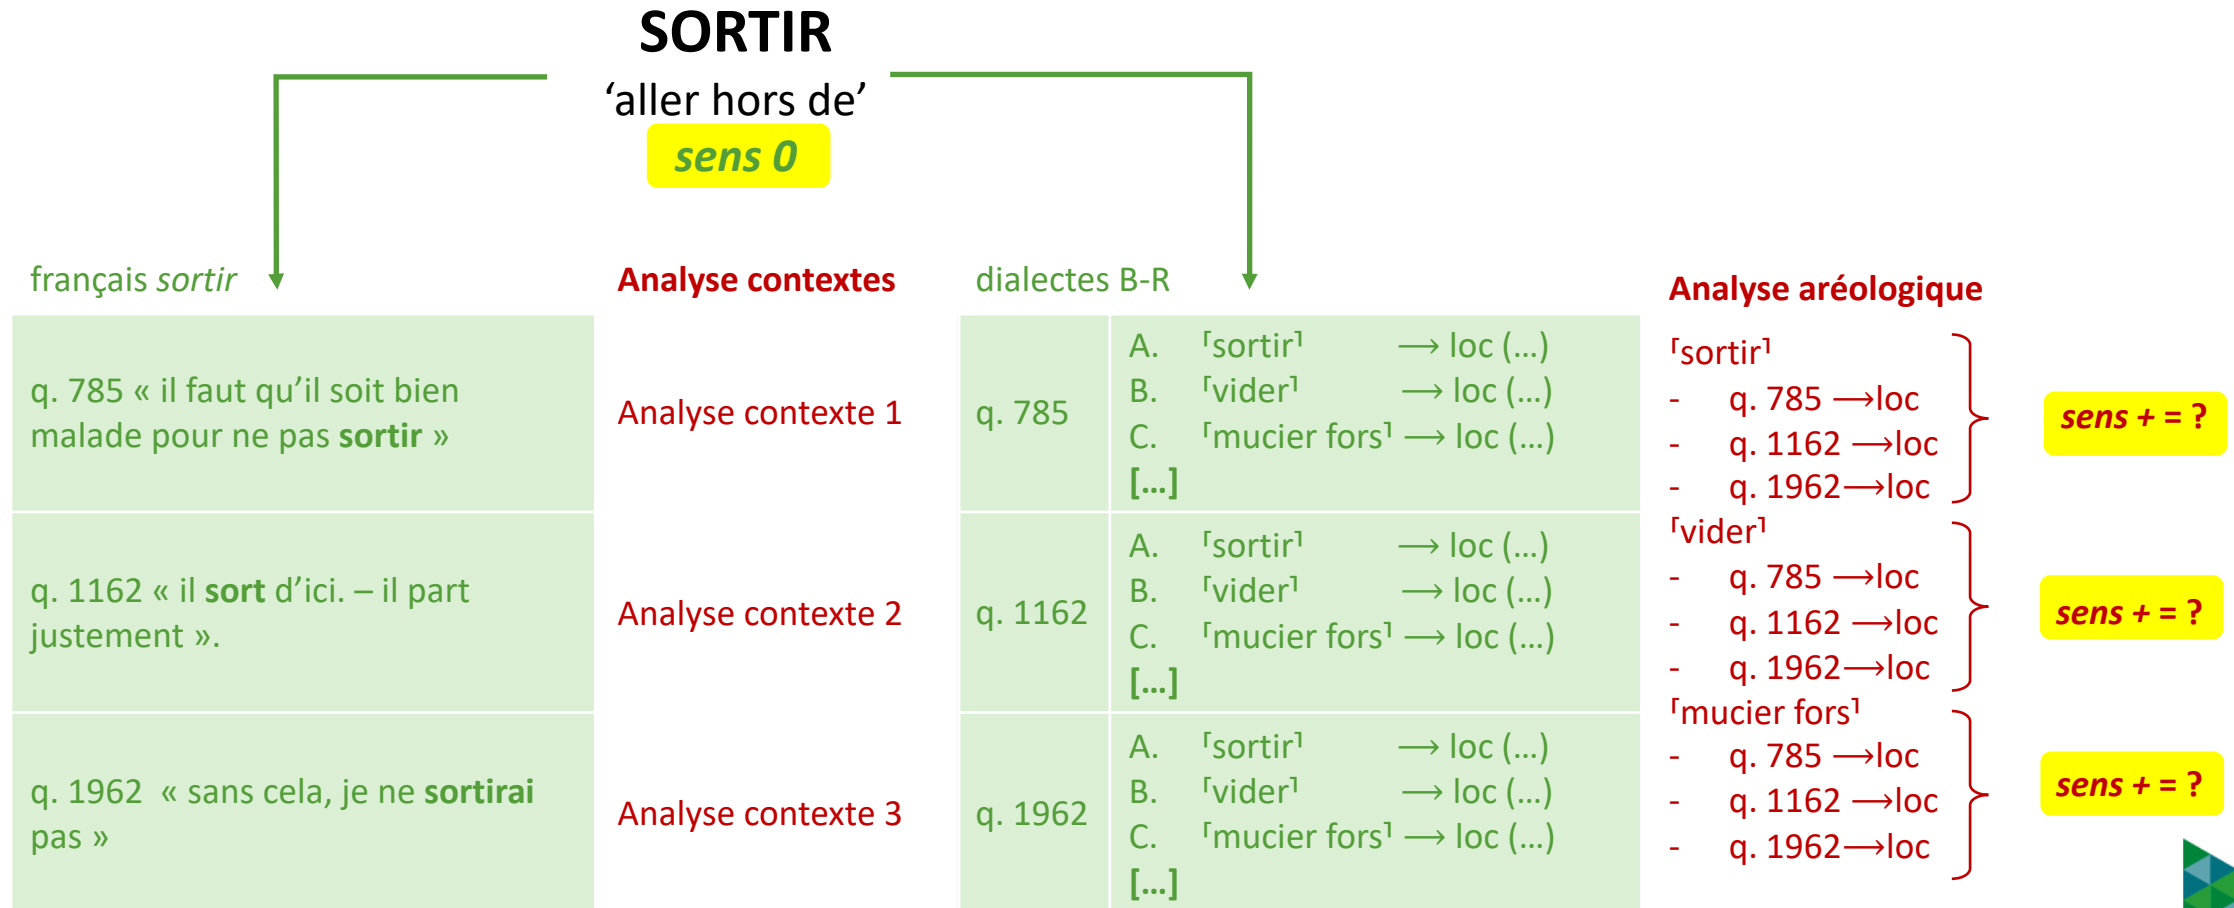 SORTIR
‘aller hors de’
sens 0
français sortir
Analyse contextes
dialectes B-R
Analyse aréologique
q. 785 « il faut qu’il soit bien
malade pour ne pas sortir »
Analyse contexte 1
q. 785
A. ⸢sortir⸣ ⟶ loc (…)
B. ⸢vider⸣ ⟶ loc (…)
C. ⸢mucier fors⸣ ⟶ loc (…)
[…]
q. 1162 « il sort d’ici. – il part
justement ».
Analyse contexte 2
q. 1162
A. ⸢sortir⸣ ⟶ loc (…)
B. ⸢vider⸣ ⟶ loc (…)
C. ⸢mucier fors⸣ ⟶ loc (…)
[…]
q. 1962 « sans cela, je ne sortirai
pas »
Analyse contexte 3
q. 1962
A. ⸢sortir⸣ ⟶ loc (…)
B. ⸢vider⸣ ⟶ loc (…)
C. ⸢mucier fors⸣ ⟶ loc (…)
[…]
⸢sortir⸣
- q. 785 ⟶loc
- q. 1162 ⟶loc
- q. 1962⟶loc
sens + = ?
⸢vider⸣
- q. 785 ⟶loc
- q. 1162 ⟶loc
- q. 1962⟶loc
sens + = ?
⸢mucier fors⸣
- q. 785 ⟶loc
- q. 1162 ⟶loc
- q. 1962⟶loc
sens + = ?